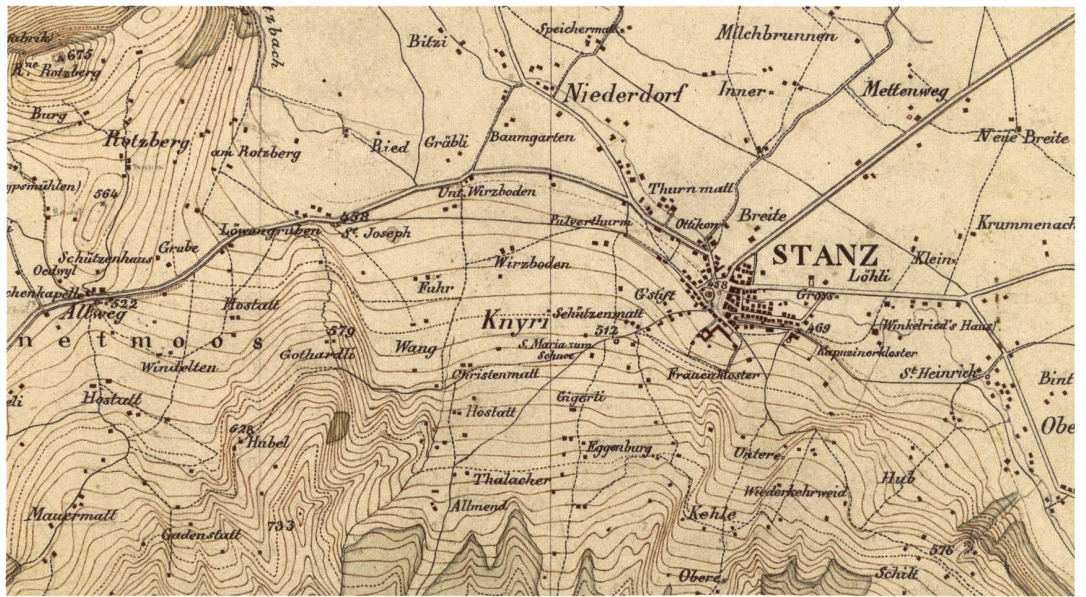 Bitzi
Speichermatt
Milchbrunnen
675
Rne Rotzberg
Niederdorf
Inner-
Mettenweg
Burg
Rotzberg
am Rotzberg
Ried
Gräbli
Baumgarten
Neue Breite
564
Unt. Wirzboden
Thurnmatt
458
Löwengruben
St. Joseph
Pulverthurm
Ottikon
Breite
Krummenach
Schützenhaus
Grube
Oedwyl
Wirzboden
STANZ
Klein-
Löhli
522
Allweg
Hostatt
Fuhr
G'stift
458
Gross-
Knyri
Schützenmatt
512
469
(Winkelried's Haus)
netmoos
579
Gothardli
Wang
S. Maria zum
Schnee
Kapuzinerkloster
Windelten
Christenmatt
Frauenkloster
St. Heinrich
Bint
Hostatt
Hostatt
Gigerli
Obe
628
Hubel
Eggenburg
Untere-
Thalacher
Hub
Wiederkehrweid
Mauermatt
733
Allmend
Kehle
Gadenstatt
576
Obere-
Schilt